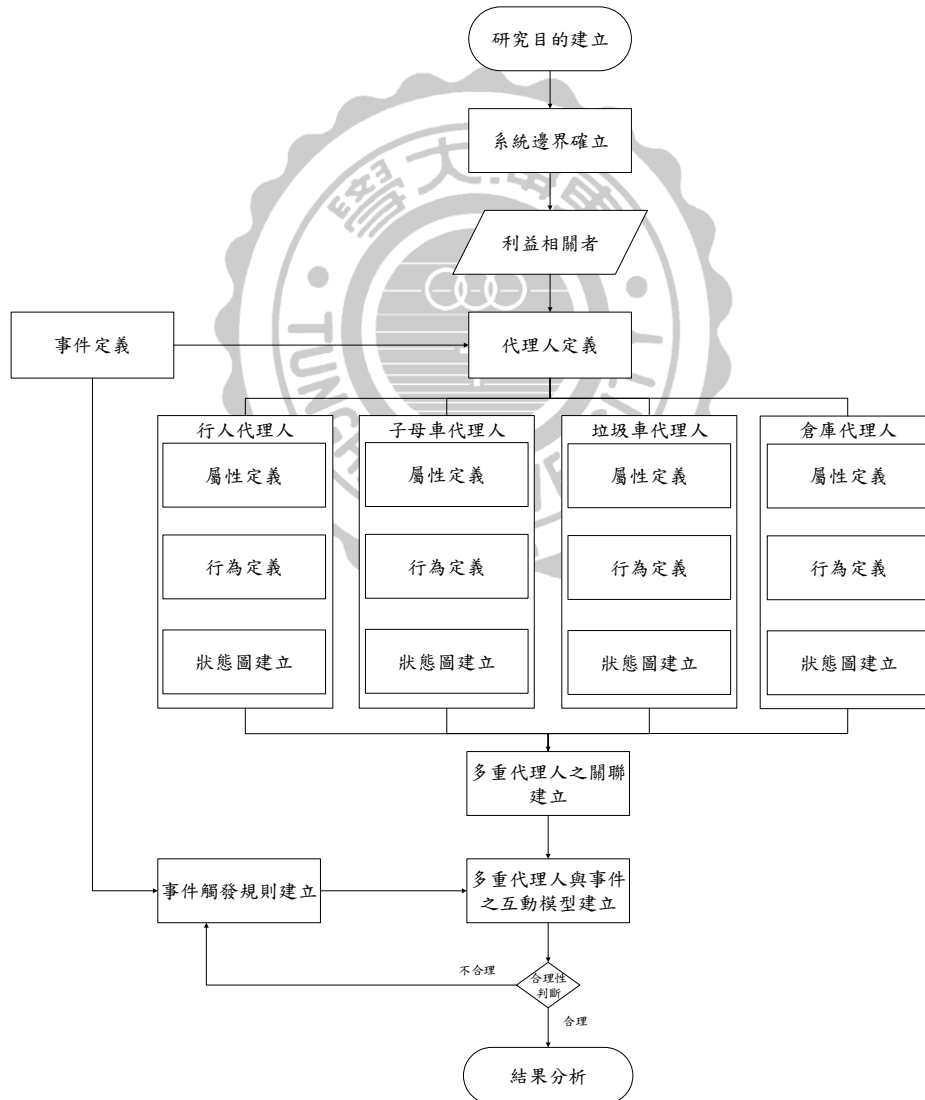 研究目的建立
系統邊界確立
利益相關者
事件定義
代理人定義
行人代理人
屬性定義
行為定義
狀態圖建立
子母車代理人
屬性定義
行為定義
狀態圖建立
垃圾車代理人
屬性定義
行為定義
狀態圖建立
倉庫代理人
屬性定義
行為定義
狀態圖建立
多重代理人之關聯
建立
事件觸發規則建立
多重代理人與事件
之互動模型建立
不合理
合理性
判斷
合理
結果分析